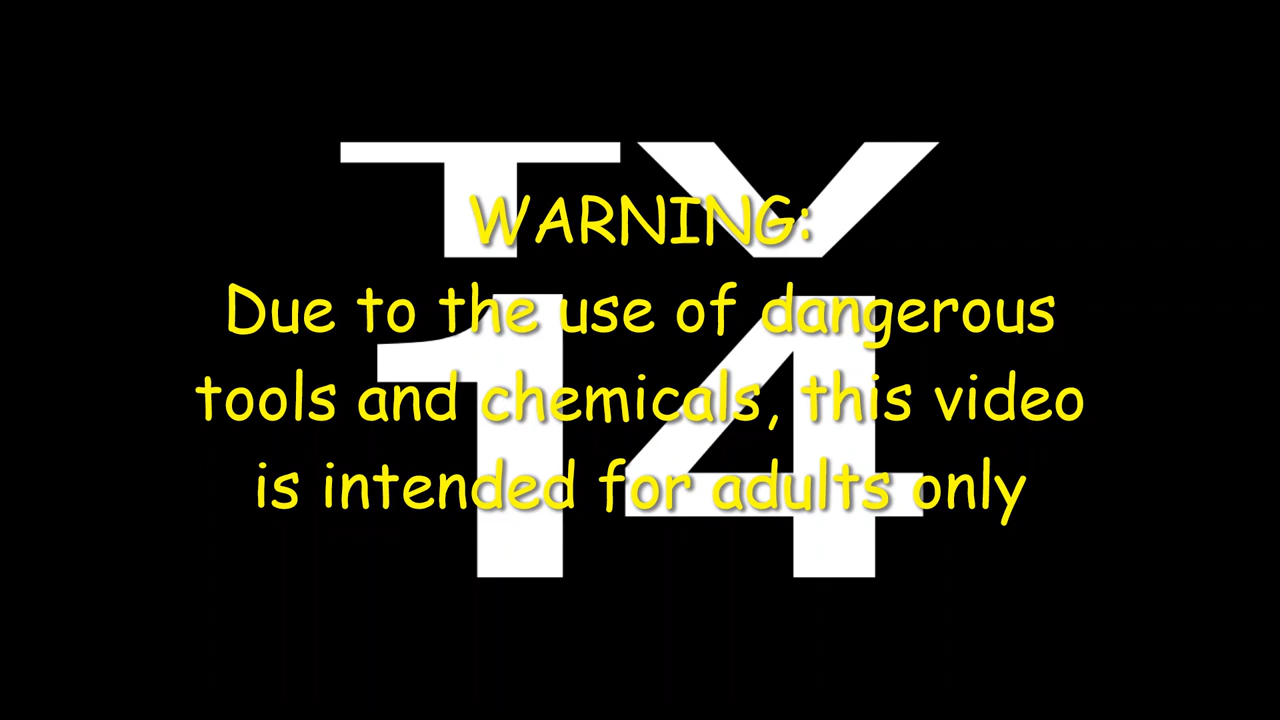 TV
14
WARNING:
Due to the use of dangerous
tools and chemicals, this video
is intended for adults only